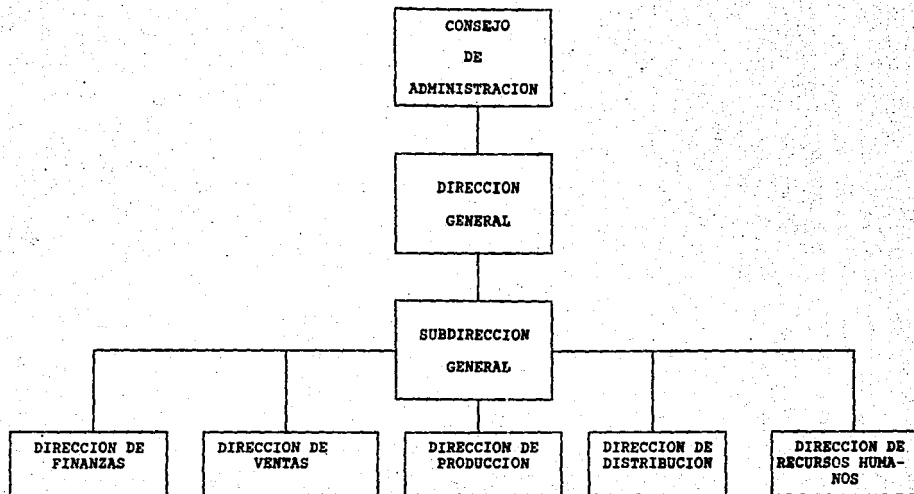 CONSEJO
DE
ADMINISTRACION
DIRECCION
GENERAL
SUBDIRECCION
GENERAL
DIRECCION DE
FINANZAS
DIRECCION DE
VENTAS
DIRECCION DE
PRODUCCION
DIRECCION DE
DISTRIBUCION
DIRECCION DE
RECURSOS HUMA-
NOS